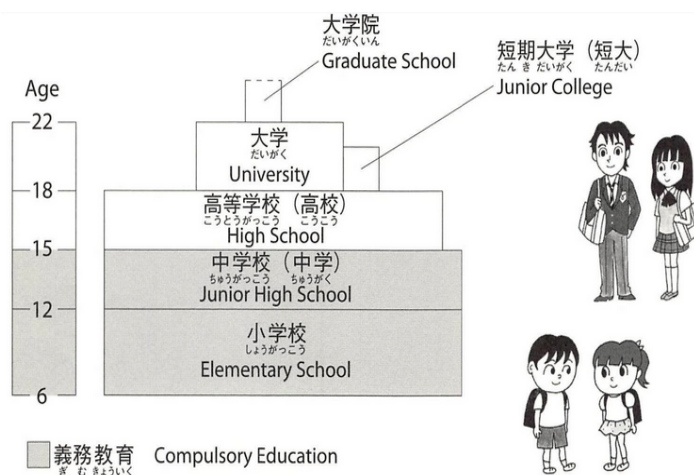 大学院
だいがくいん
Graduate School
短期大学（短大）
たんきだいがく たんだい
Junior College
Age
22
大学
だいがく
University
18
高等学校（高校）
こうとうがっこう こうこう
High School
15
中学校（中学）
ちゅうがっこう ちゅうがく
Junior High School
12
小学校
しょうがっこう
Elementary School
6
義務教育 Compulsory Education
ぎむきょういく